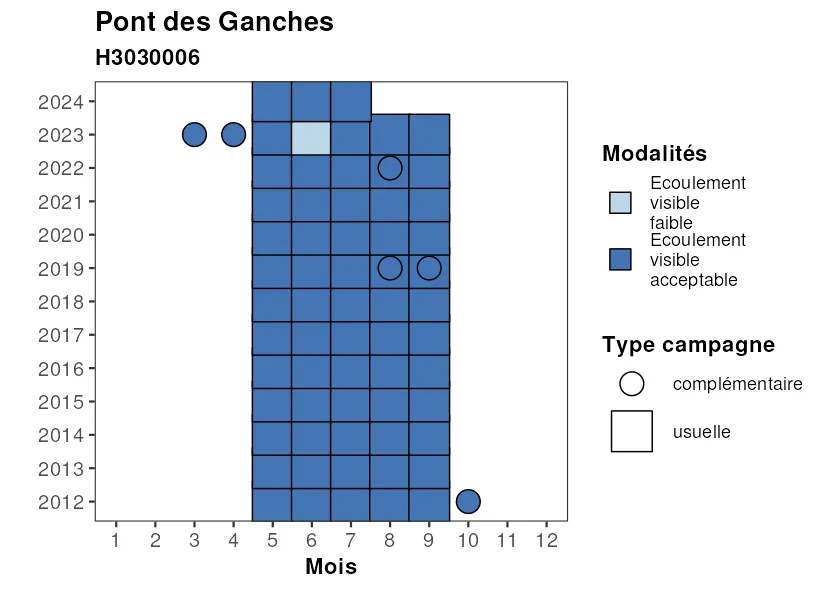 Pont des Ganches
H3030006
2024
2023
2022
2021
2020
2019
2018
2017
2016
2015
2014
2013
2012
1 2 3 4 5 6 7 8 9 10 11 12
Mois
Modalités
Ecoulement
visible
faible
Ecoulement
visible
acceptable
Type campagne
complémentaire
usuelle